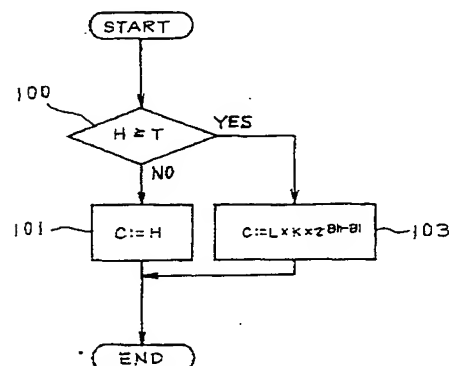 START
100
H ≧ T
YES
NO
101
C:=H
C:=L×K×2^Bh-Bl
103
END